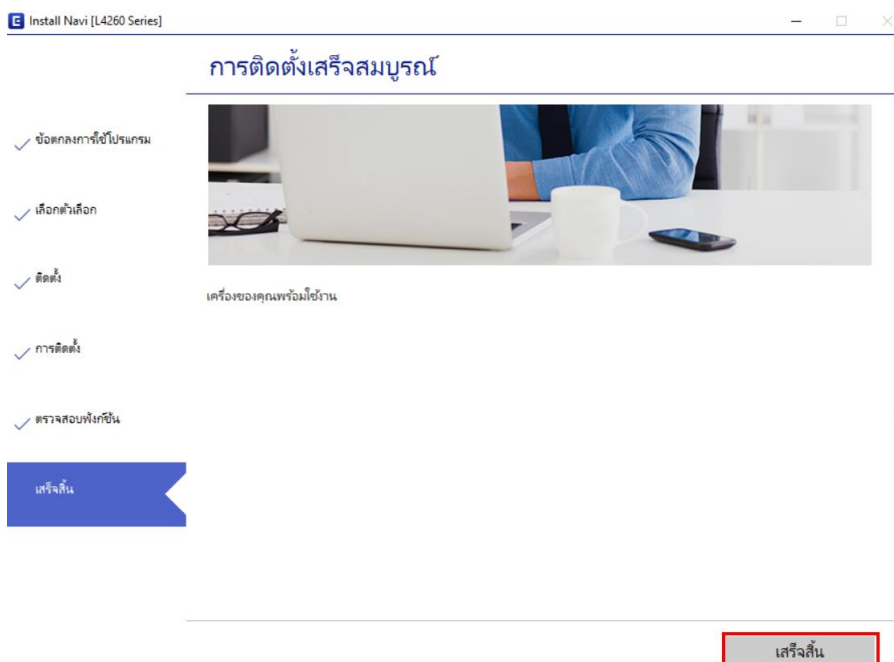 Install Navi [L4260 Series]
การติดตั้งเสร็จสมบูรณ์
ข้อตกลงการใช้โปรแกรม
เลือกตัวเลือก
ติดตั้ง
การติดตั้ง
ตรวจสอบฟังก์ชั่น
เสร็จสิ้น
เครื่องของคุณพร้อมใช้งาน
เสร็จสิ้น